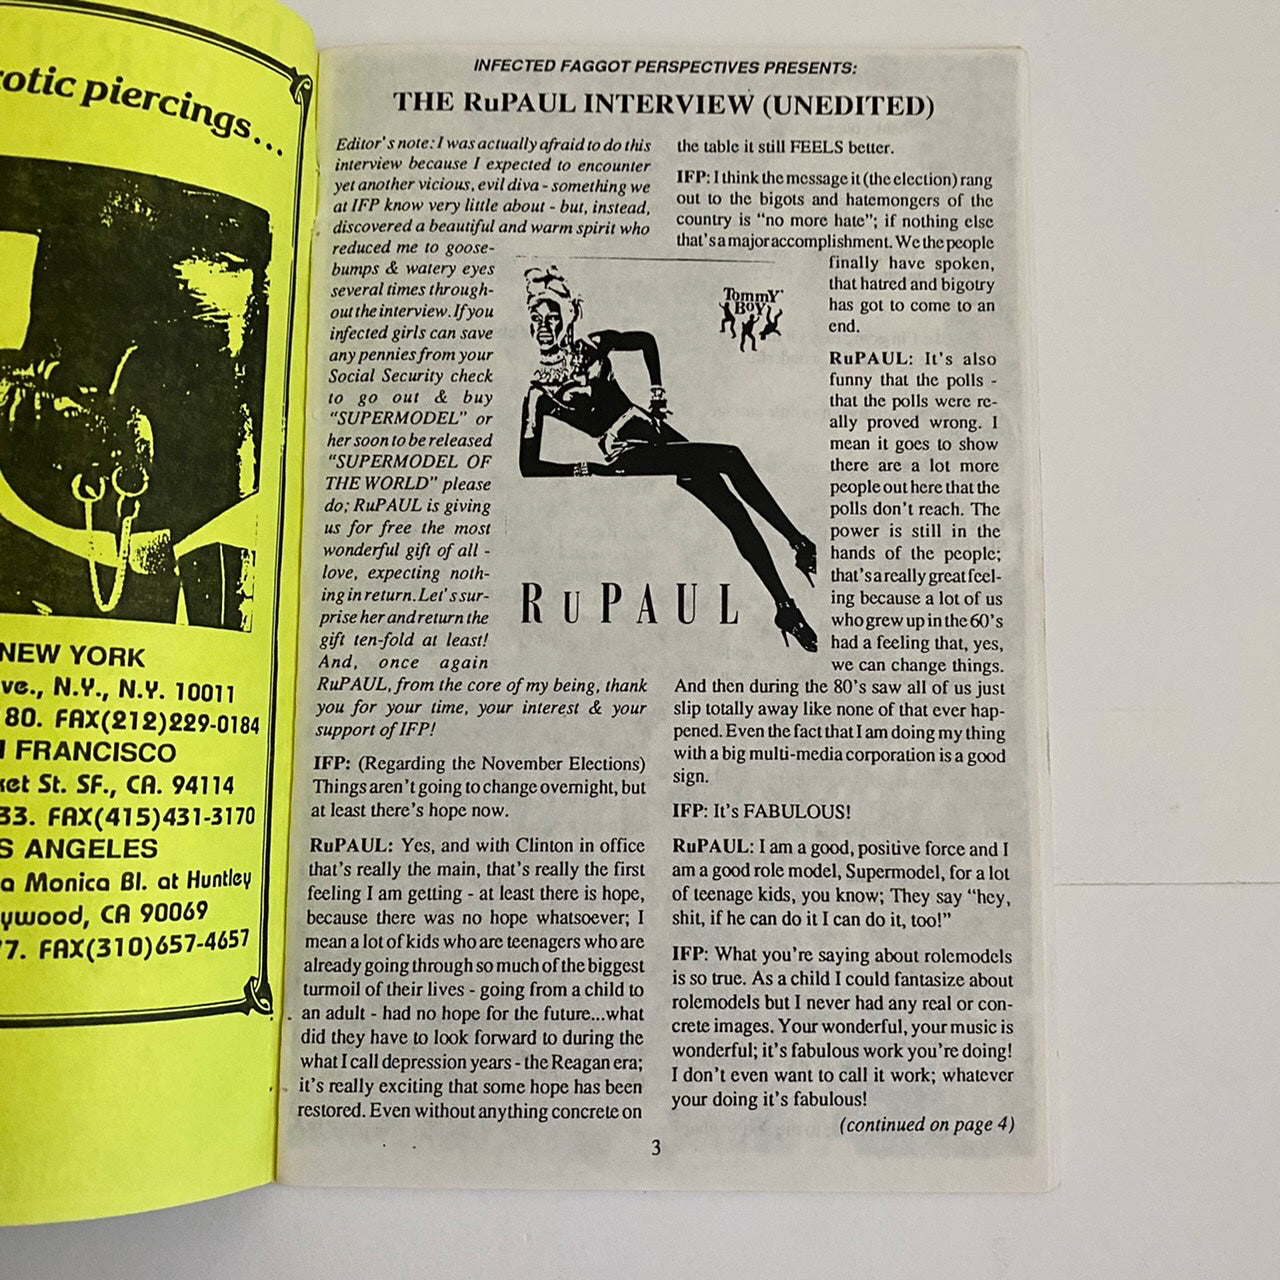 otic piercings...
NEW YORK
ve., N.Y., N.Y. 10011
80. FAX(212)229-0184
FRANCISCO
ket St. SF., CA. 94114
33. FAX(415)431-3170
S ANGELES
a Monica Bl. at Huntley
ywood, CA 90069
77. FAX(310)657-4657
INFECTED FAGGOT PERSPECTIVES PRESENTS:
THE RuPAUL INTERVIEW (UNEDITED)
Editor's note: I was actually afraid to do this
interview because I expected to encounter
yet another vicious, evil diva - something we
at IFP know very little about - but, instead,
discovered a beautiful and warm spirit who
reduced me to goose-
bumps & watery eyes
several times through-
out the interview. If you
infected girls can save
any pennies from your
Social Security check
to go out & buy
"SUPERMODEL" or
her soon to be released
"SUPERMODEL OF
THE WORLD" please
do; RuPAUL is giving
us for free the most
wonderful gift of all -
love, expecting noth-
ing in return. Let's sur-
prise her and return the
gift ten-fold at least!
And, once again
RuPAUL, from the core of my being, thank
you for your time, your interest & your
support of IFP!
IFP: (Regarding the November Elections)
Things aren't going to change overnight, but
at least there's hope now.
RuPAUL: Yes, and with Clinton in office
that's really the main, that's really the first
feeling I am getting - at least there is hope,
because there was no hope whatsoever; I
mean a lot of kids who are teenagers who are
already going through so much of the biggest
turmoil of their lives - going from a child to
an adult - had no hope for the future...what
did they have to look forward to during the
what I call depression years - the Reagan era;
it's really exciting that some hope has been
restored. Even without anything concrete on
the table it still FEELS better.
IFP: I think the message it (the election) rang
out to the bigots and hatemongers of the
country is "no more hate"; if nothing else
that's a major accomplishment. We the people
finally have spoken,
that hatred and bigotry
has got to come to an
end.
Tommy
Boy
RuPAUL
RuPAUL: It's also
funny that the polls -
that the polls were re-
ally proved wrong. I
mean it goes to show
there are a lot more
people out here that the
polls don't reach. The
power is still in the
hands of the people;
that's a really great feel-
ing because a lot of us
who grew up in the 60's
had a feeling that, yes,
we can change things.
And then during the 80's saw all of us just
slip totally away like none of that ever hap-
pened. Even the fact that I am doing my thing
with a big multi-media corporation is a good
sign.
IFP: It's FABULOUS!
RuPAUL: I am a good, positive force and I
am a good role model, Supermodel, for a lot
of teenage kids, you know; They say "hey,
shit, if he can do it I can do it, too!"
IFP: What you're saying about rolemodels
is so true. As a child I could fantasize about
rolemodels but I never had any real or con-
crete images. Your wonderful, your music is
wonderful; it's fabulous work you're doing!
I don't even want to call it work; whatever
your doing it's fabulous!
(continued on page 4)
3